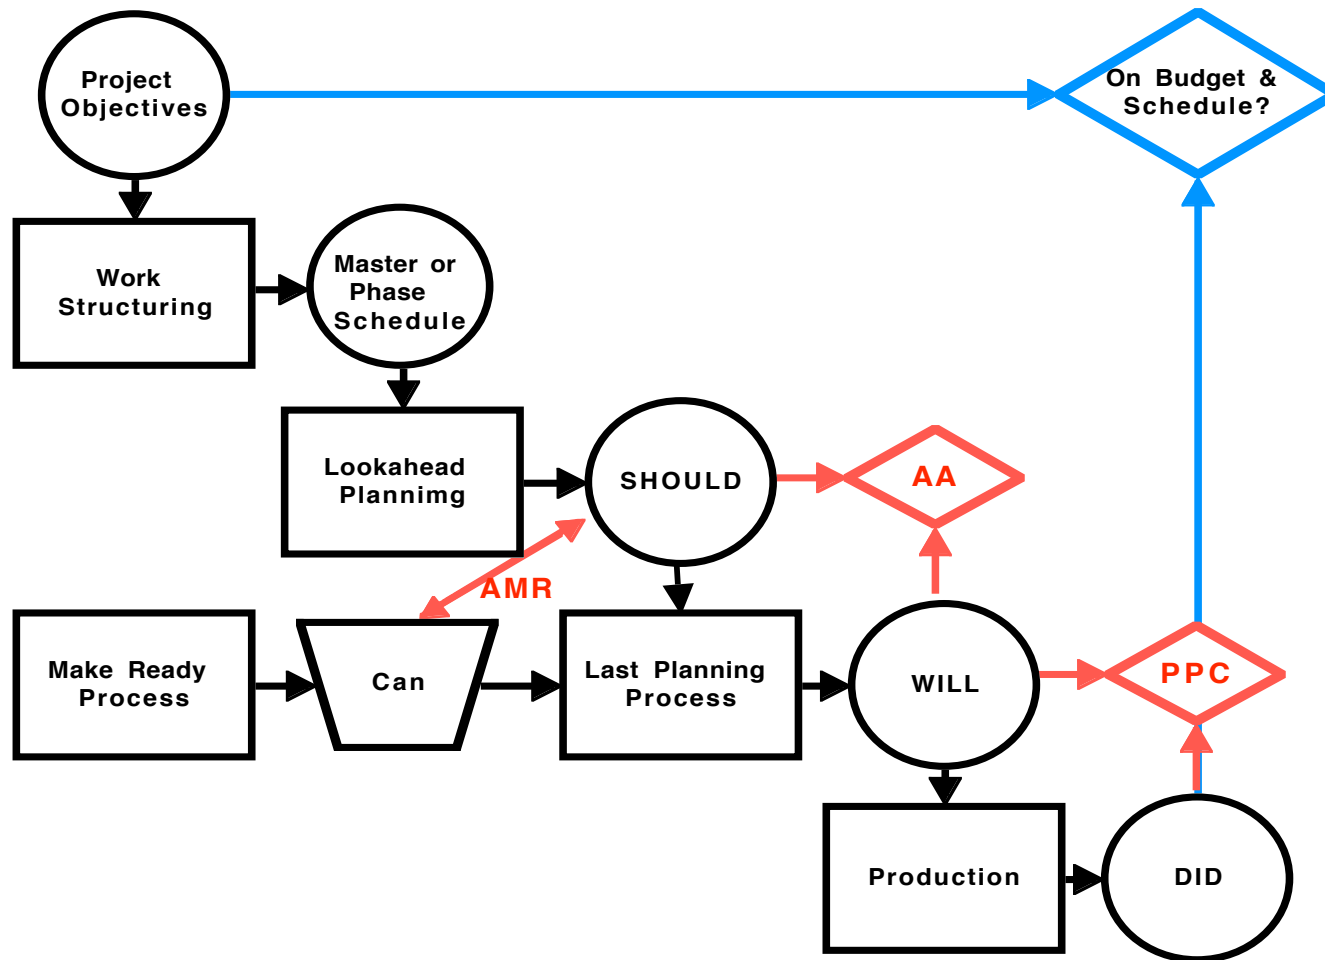 Project
Objectives
On Budget &
Schedule?
Work
Structuring
Master or
Phase
Schedule
Lookahead
Plannimg
SHOULD
AA
AMR
Make Ready
Process
Can
Last Planning
Process
WILL
PPC
Production
DID